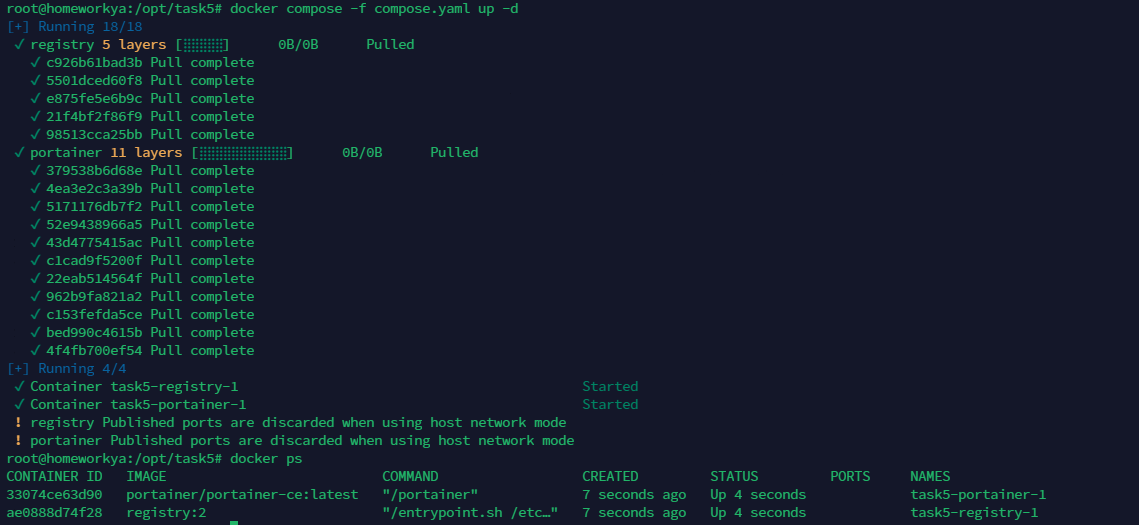 root@homeworkya:/opt/task5# docker compose -f compose.yaml up -d
[+] Running 18/18
✓ registry 5 layers [⣿⣿⣿⣿⣿] 0B/0B Pulled
✓ c926b61bad3b Pull complete
✓ 5501dced60f8 Pull complete
✓ e875fe5e6b9c Pull complete
✓ 21f4bf2f86f9 Pull complete
✓ 98513cca25bb Pull complete
✓ portainer 11 layers [⣿⣿⣿⣿⣿⣿⣿⣿⣿⣿⣿] 0B/0B Pulled
✓ 379538b6d68e Pull complete
✓ 4ea3e2c3a39b Pull complete
✓ 5171176db7f2 Pull complete
✓ 52e9438966a5 Pull complete
✓ 43d4775415ac Pull complete
✓ c1cad9f5200f Pull complete
✓ 22eab514564f Pull complete
✓ 962b9fa821a2 Pull complete
✓ c153fefda5ce Pull complete
✓ bed990c4615b Pull complete
✓ 4f4fb700ef54 Pull complete
[+] Running 4/4
✓ Container task5-registry-1 Started
✓ Container task5-portainer-1 Started
! registry Published ports are discarded when using host network mode
! portainer Published ports are discarded when using host network mode
root@homeworkya:/opt/task5# docker ps
CONTAINER ID IMAGE COMMAND CREATED STATUS PORTS NAMES
33074ce63d90 portainer/portainer-ce:latest "/portainer" 7 seconds ago Up 4 seconds task5-portainer-1
ae0888d74f28 registry:2 "/entrypoint.sh /etc…" 7 seconds ago Up 4 seconds task5-registry-1